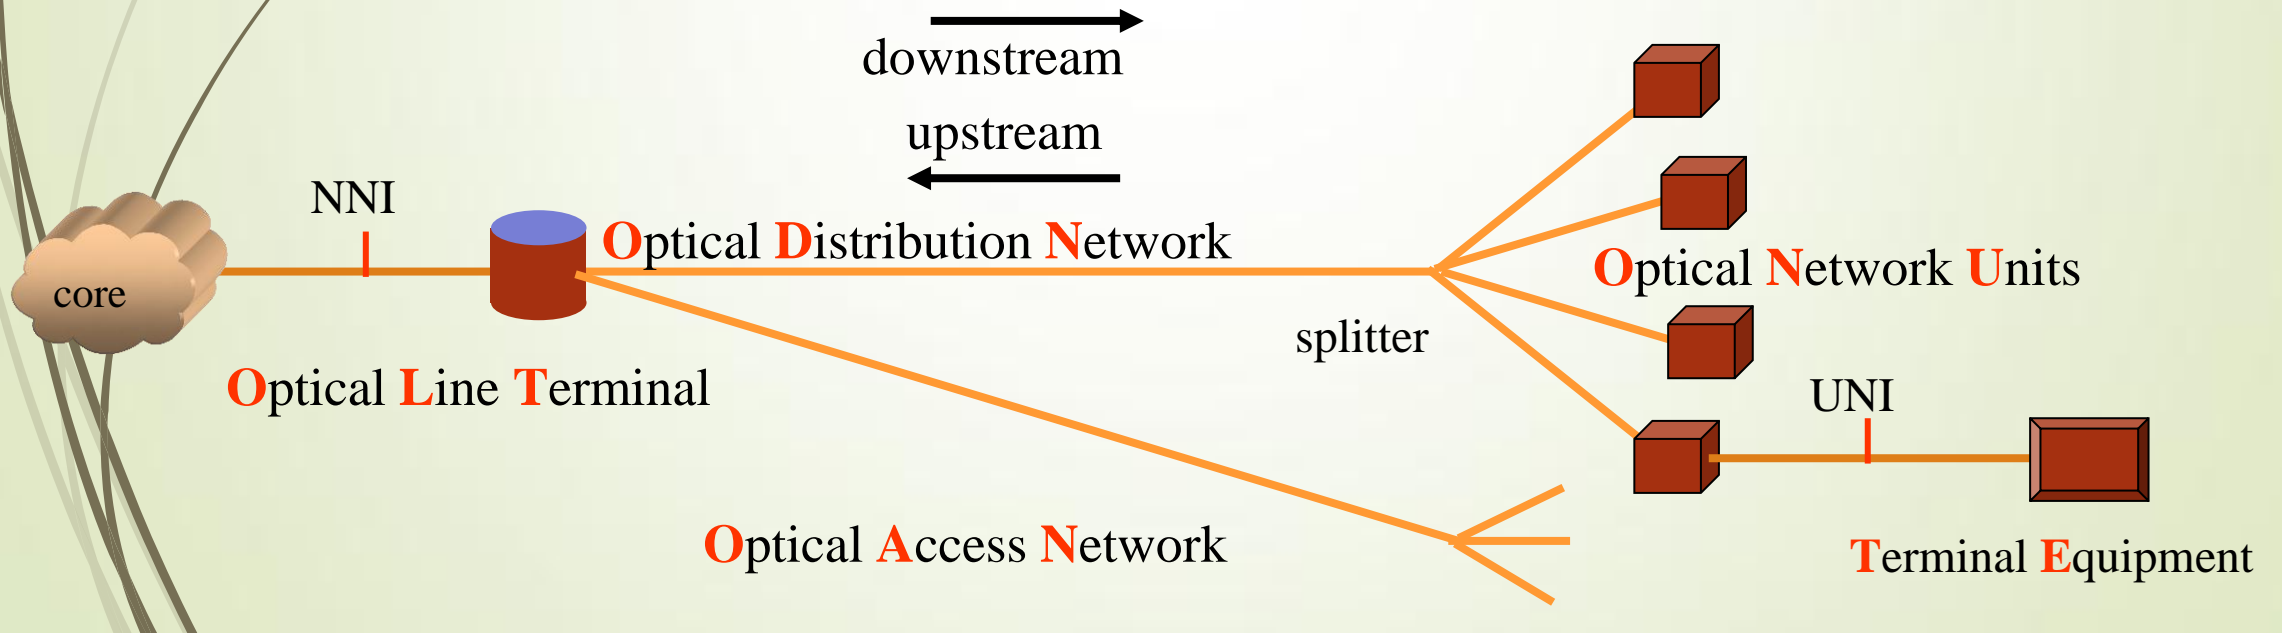 downstream
upstream
NNI
Optical Distribution Network
Optical Network Units
core
splitter
Optical Line Terminal
UNI
Optical Access Network
Terminal Equipment